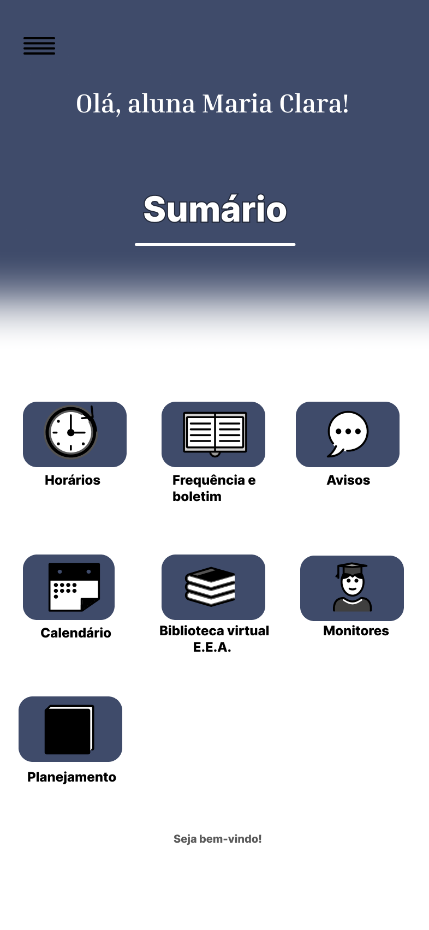 Olá, aluna Maria Clara!
Sumário
Horários
Frequência e
boletim
Avisos
Calendário
Biblioteca virtual
E.E.A.
Monitores
Planejamento
Seja bem-vindo!